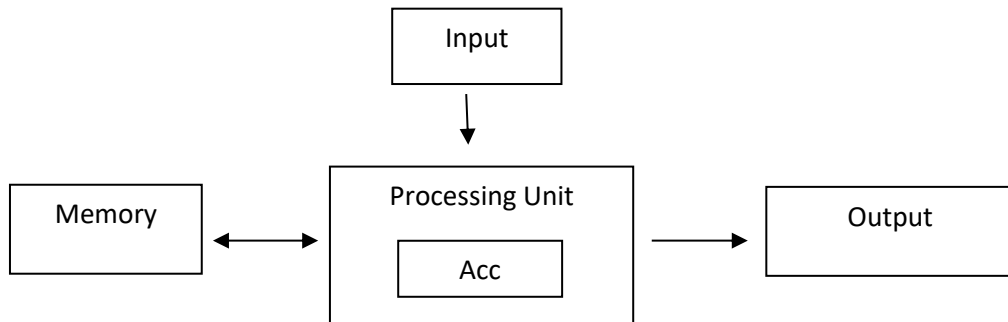 Input
Processing Unit
Memory
Output
Acc